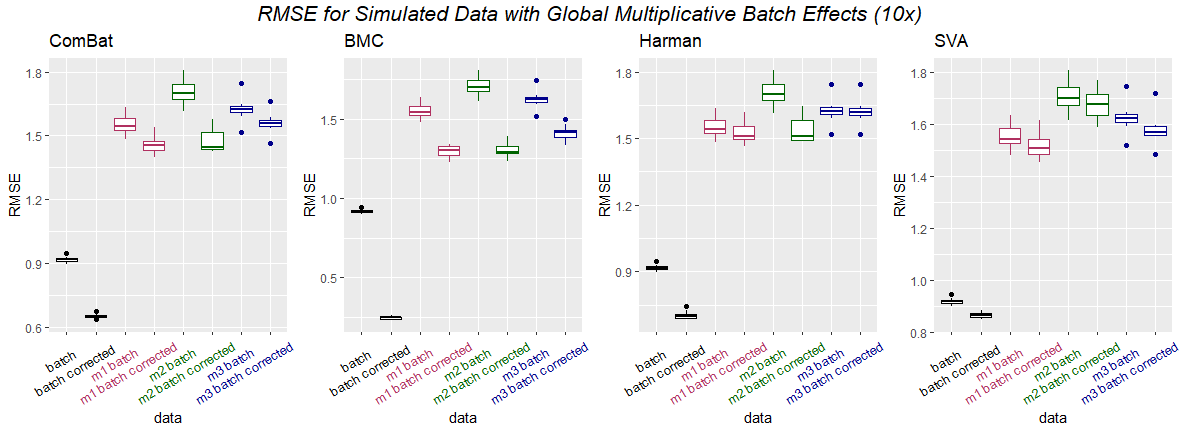 RMSE for Simulated Data with Global Multiplicative Batch Effects (10x)
ComBat
BMC
Harman
SVA
RMSE
1.8
1.5
1.2
0.9
0.6
batch
batch corrected
m1 batch
m1 batch corrected
m2 batch
m2 batch corrected
m3 batch
m3 batch corrected
data
RMSE
1.5
1.0
0.5
batch
batch corrected
m1 batch
m1 batch corrected
m2 batch
m2 batch corrected
m3 batch
m3 batch corrected
data
RMSE
1.8
1.5
1.2
0.9
batch
batch corrected
m1 batch
m1 batch corrected
m2 batch
m2 batch corrected
m3 batch
m3 batch corrected
data
RMSE
1.8
1.6
1.4
1.2
1.0
0.8
batch
batch corrected
m1 batch
m1 batch corrected
m2 batch
m2 batch corrected
m3 batch
m3 batch corrected
data